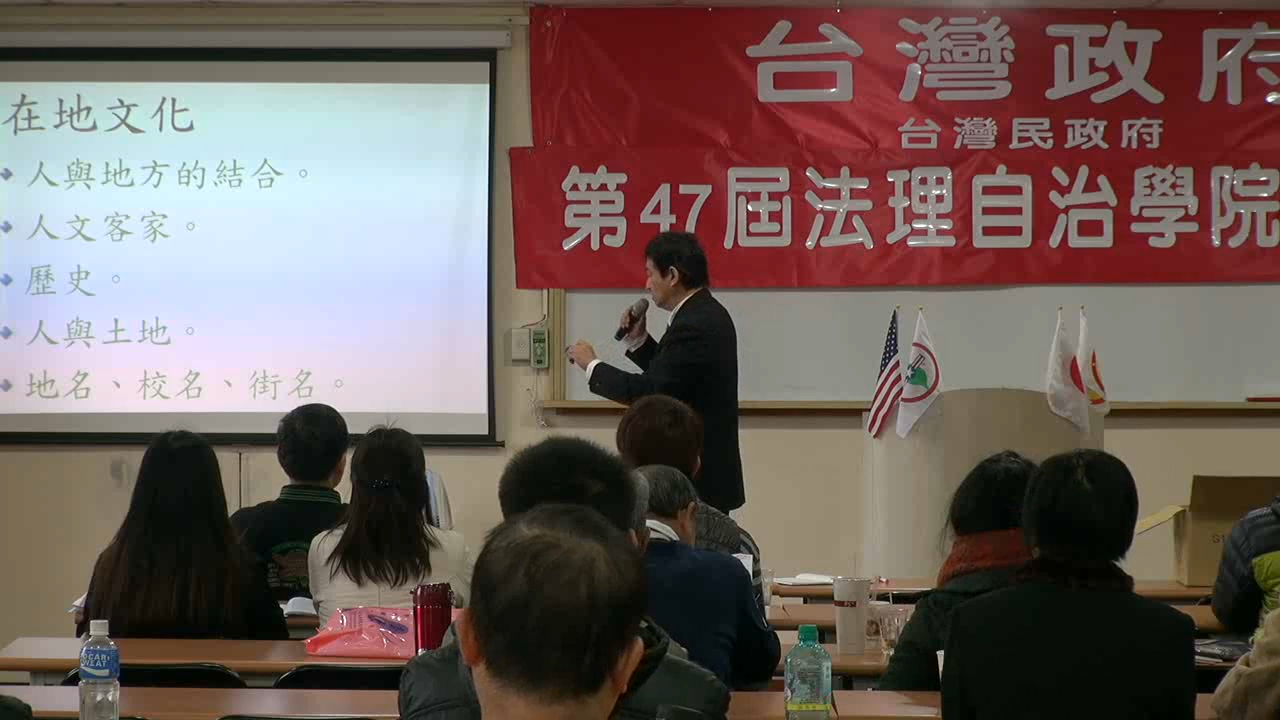 在地文化
人與地方的結合。
人文客家。
歷史。
人與土地。
地名、校名、街名。
台灣政府
台灣民政府
第47屆法理自治學院